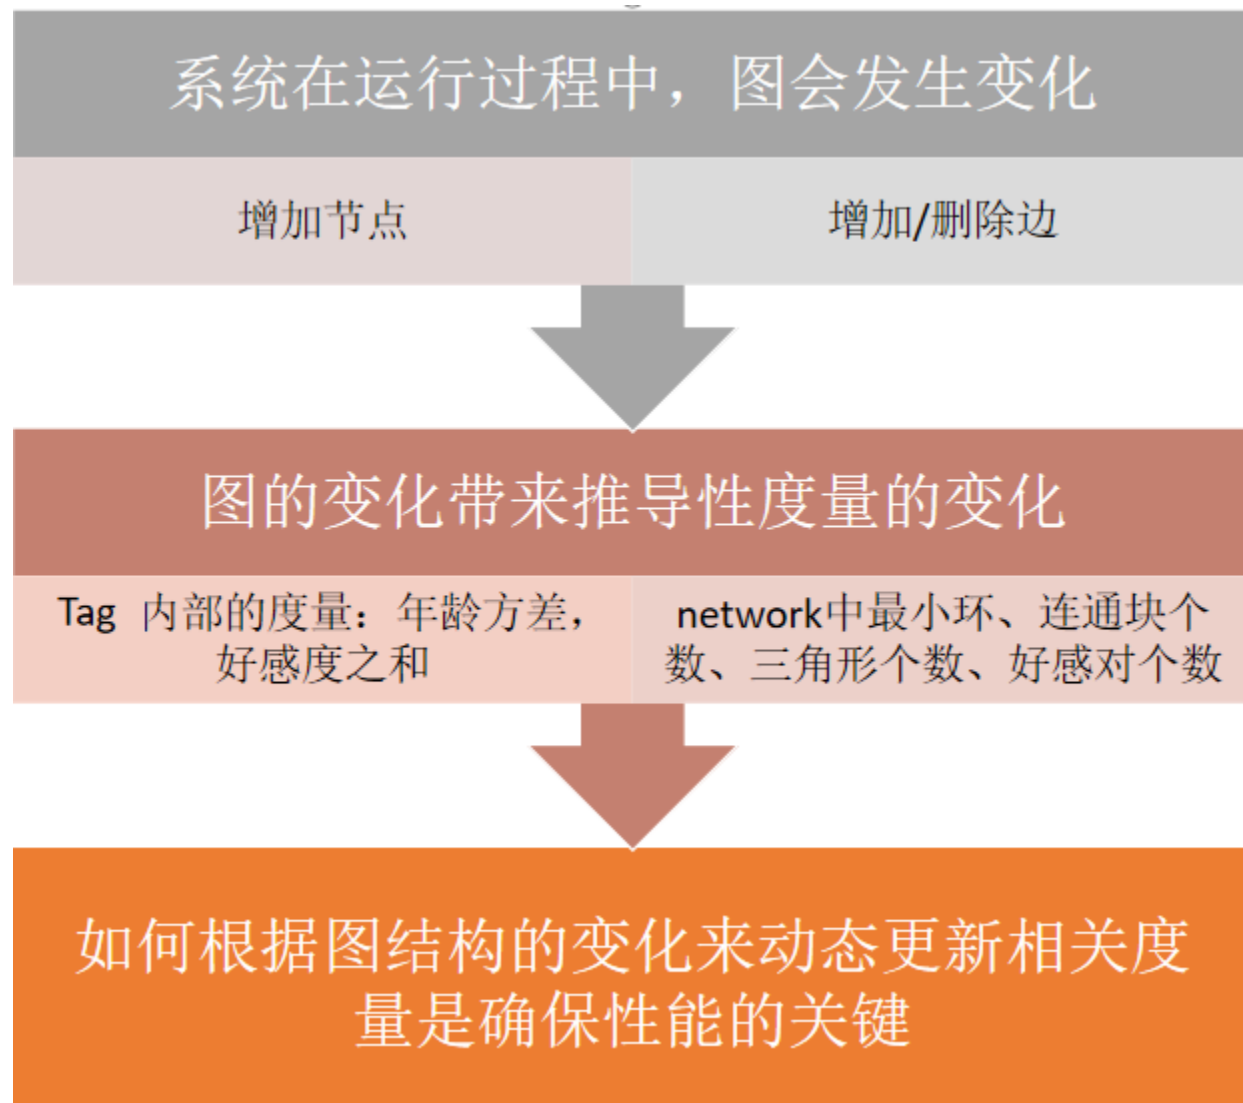 系统在运行过程中，图会发生变化
增加节点
增加/删除边
图的变化带来推导性度量的变化
Tag 内部的度量：年龄方差，
好感度之和
network中最小环、连通块个
数、三角形个数、好感对个数
如何根据图结构的变化来动态更新相关度
量是确保性能的关键